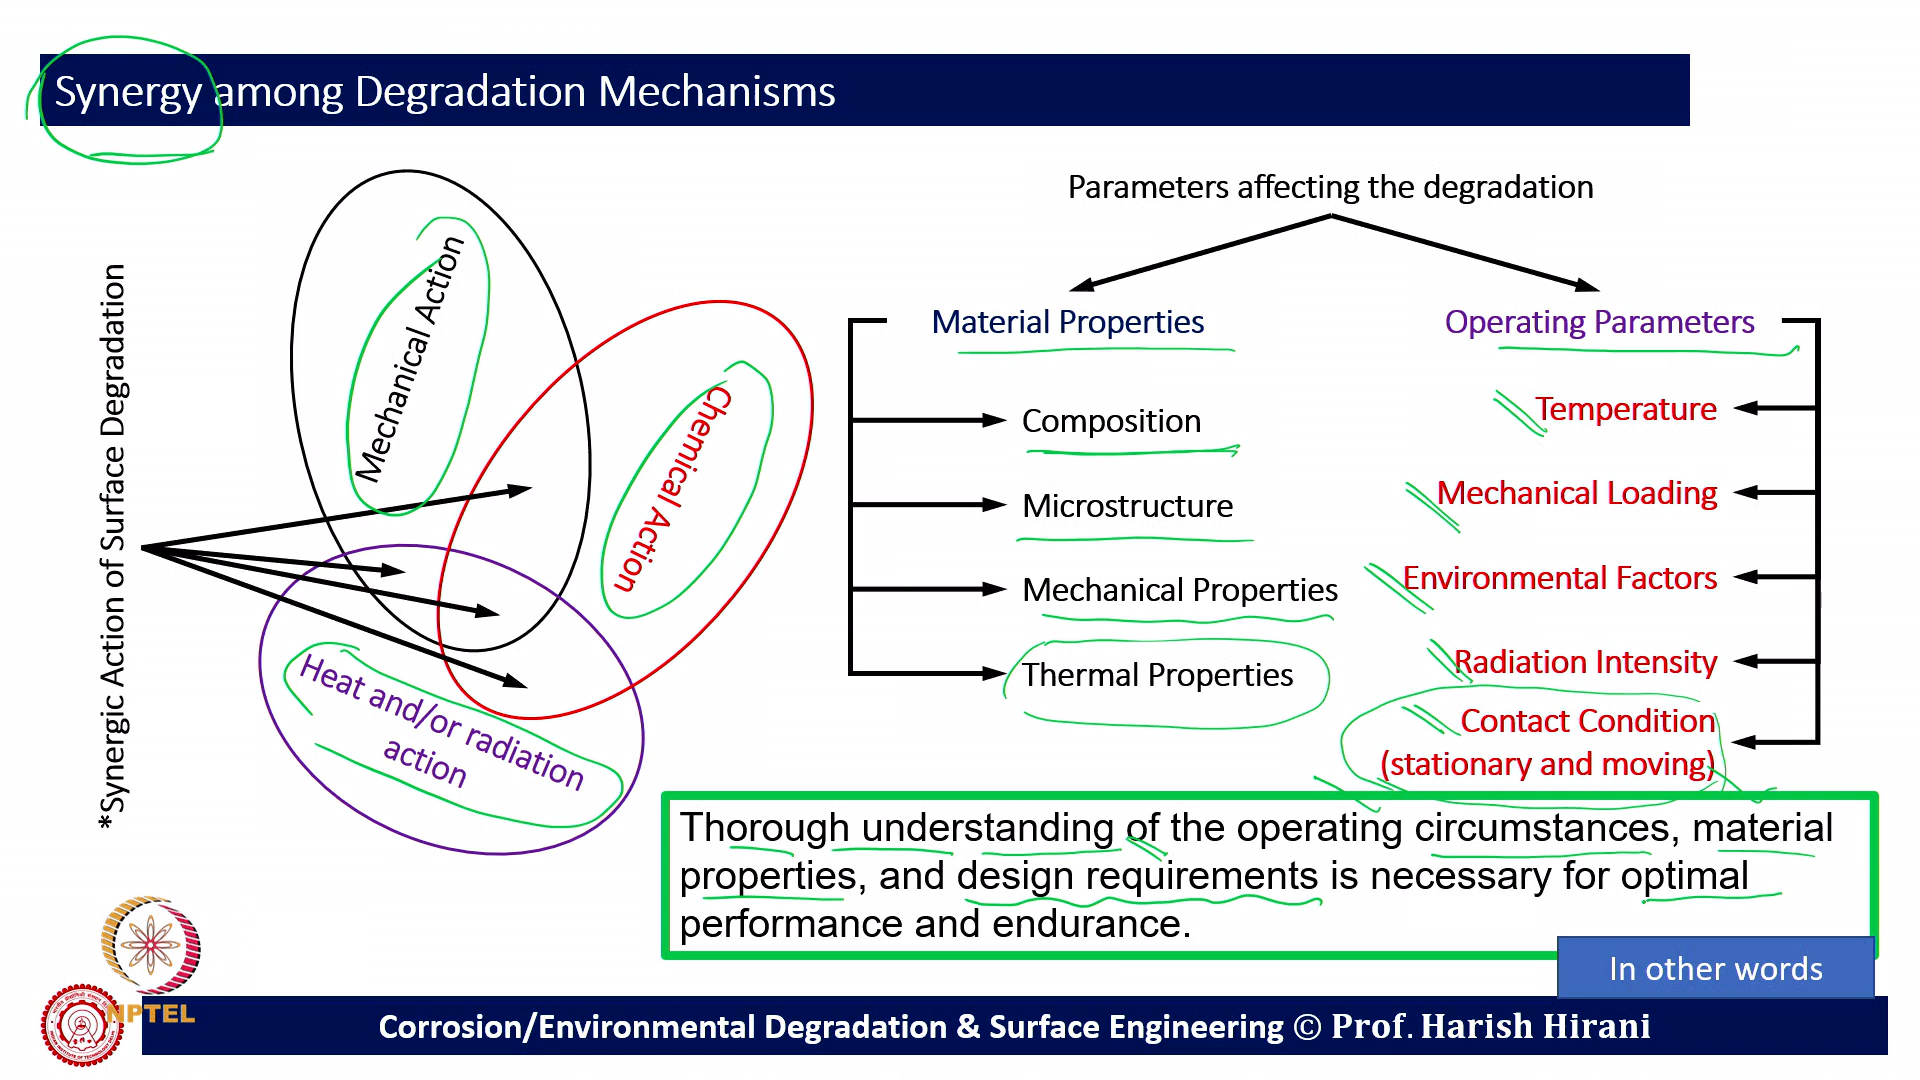 Synergy among Degradation Mechanisms
*Synergic Action of Surface Degradation
Mechanical Action
Chemical Action
Heat and/or radiation
action
Parameters affecting the degradation
Material Properties
Composition
Microstructure
Mechanical Properties
Thermal Properties
Operating Parameters
Temperature
Mechanical Loading
Environmental Factors
Radiation Intensity
Contact Condition
(stationary and moving)
Thorough understanding of the operating circumstances, material
properties, and design requirements is necessary for optimal
performance and endurance.
In other words
NPTEL
Corrosion/Environmental Degradation & Surface Engineering © Prof. Harish Hirani